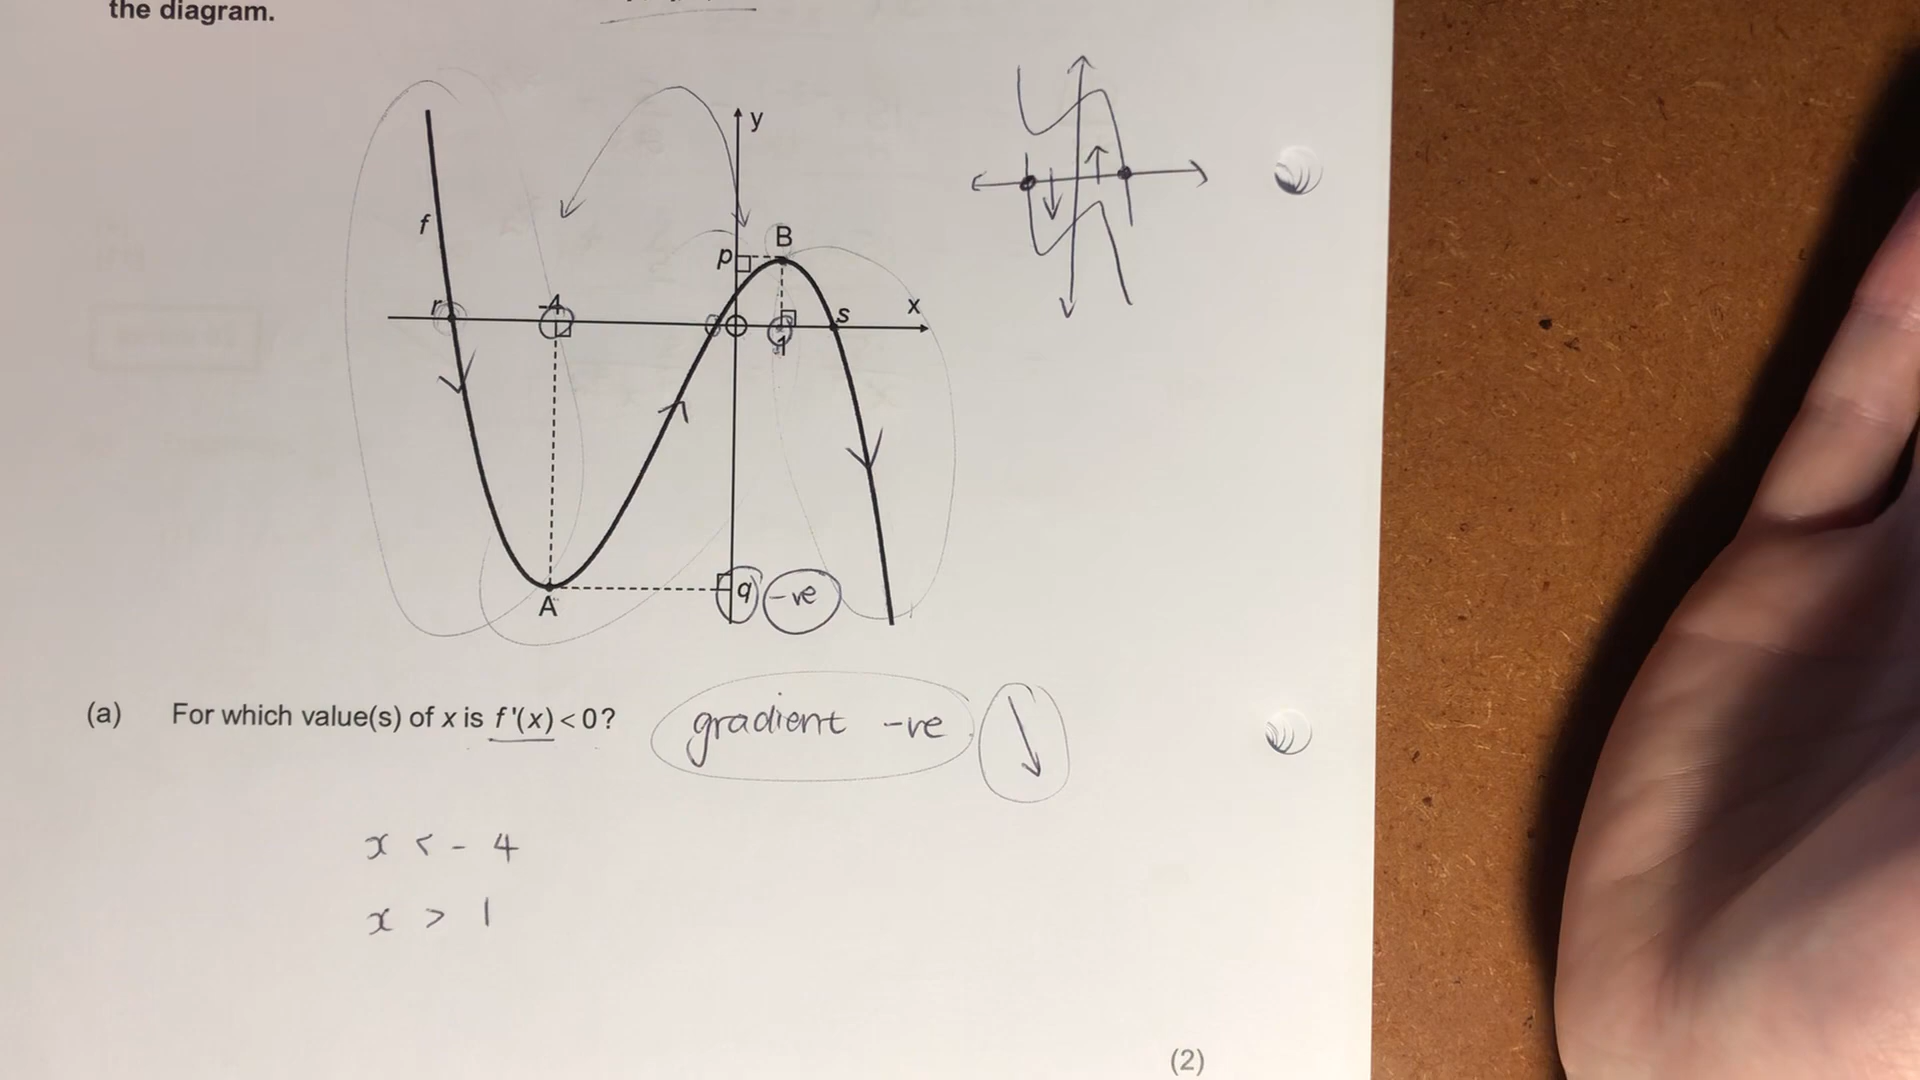 the diagram.
y
f
B
p
r
-4
s
x
1
A
q
-ve
(a) For which value(s) of x is f'(x)<0? gradient -ve
x < - 4
x > 1
(2)